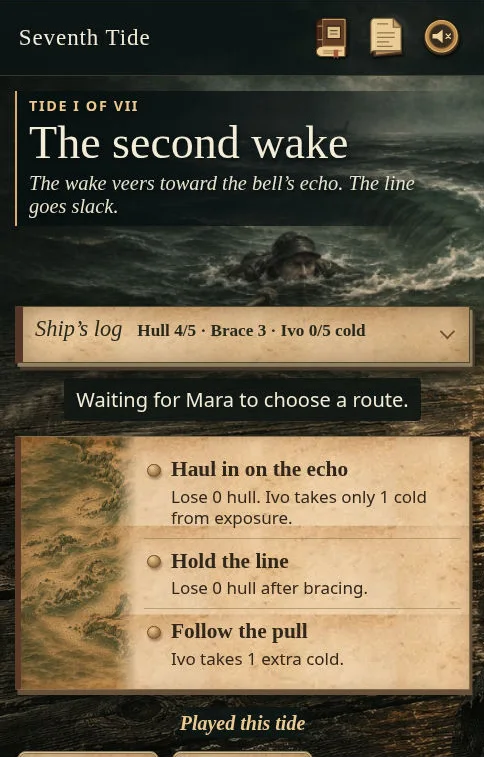 Seventh Tide
TIDE I OF VII
The second wake
The wake veers toward the bell’s echo. The line
goes slack.
Ship’s log Hull 4/5 · Brace 3 · Ivo 0/5 cold
Waiting for Mara to choose a route.
Haul in on the echo
Lose 0 hull. Ivo takes only 1 cold
from exposure.
Hold the line
Lose 0 hull after bracing.
Follow the pull
Ivo takes 1 extra cold.
Played this tide